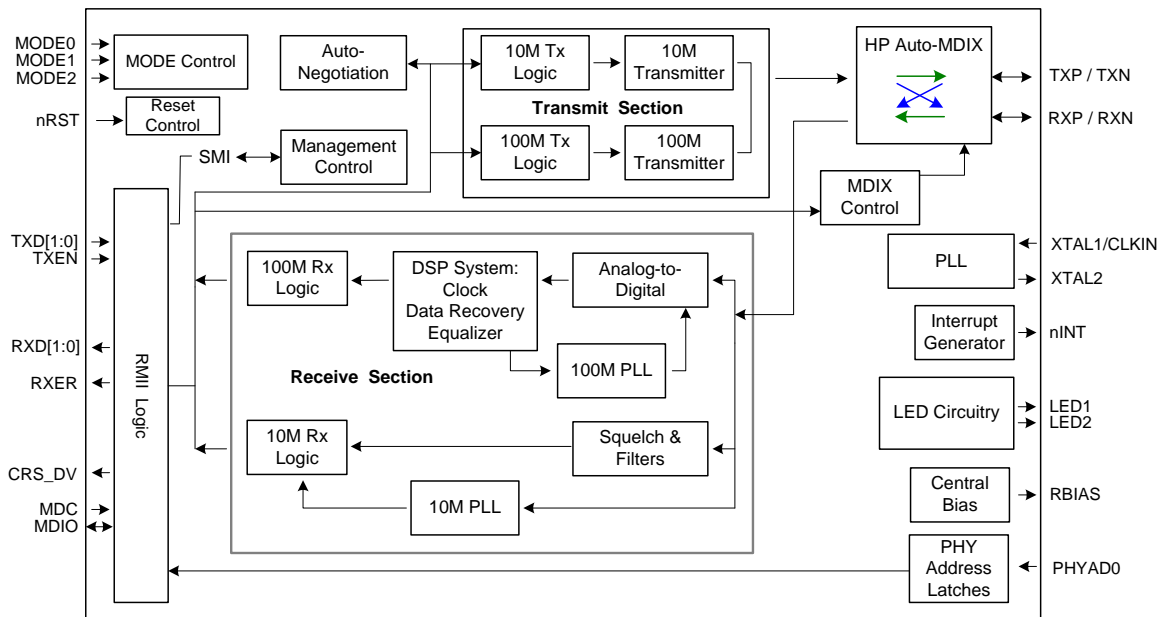 MODE0
MODE1
MODE2
MODE Control
nRST
Reset
Control
Auto-
Negotiation
SMI
Management
Control
10M Tx
Logic
10M
Transmitter
Transmit Section
100M Tx
Logic
100M
Transmitter
HP Auto-MDIX
TXP / TXN
RXP / RXN
MDIX
Control
TXD[1:0]
TXEN
RXD[1:0]
RXER
CRS_DV
MDC
MDIO
RMII Logic
100M Rx
Logic
DSP System:
Clock
Data Recovery
Equalizer
Analog-to-
Digital
100M PLL
Receive Section
10M Rx
Logic
Squelch &
Filters
10M PLL
PLL
XTAL1/CLKIN
XTAL2
Interrupt
Generator
nINT
LED Circuitry
LED1
LED2
Central
Bias
RBIAS
PHY
Address
Latches
PHYAD0